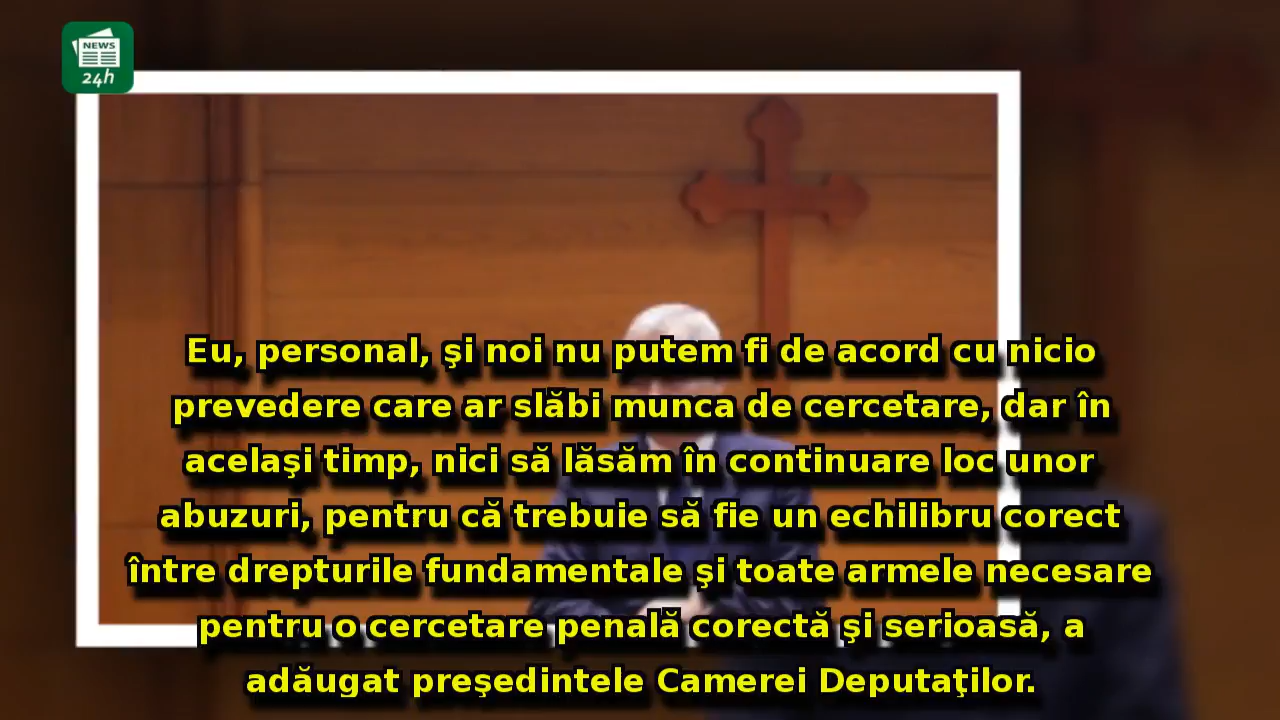 NEWS
24h
Eu, personal, şi noi nu putem fi de acord cu nicio
prevedere care ar slăbi munca de cercetare, dar în
acelaşi timp, nici să lăsăm în continuare loc unor
abuzuri, pentru că trebuie să fie un echilibru corect
între drepturile fundamentale şi toate armele necesare
pentru o cercetare penală corectă şi serioasă, a
adăugat preşedintele Camerei Deputaţilor.